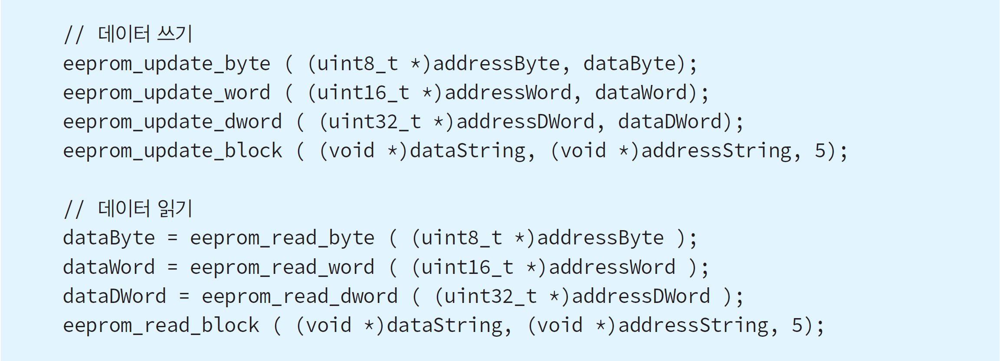 // 데이터 쓰기
eeprom_update_byte ( (uint8_t *)addressByte, dataByte);
eeprom_update_word ( (uint16_t *)addressWord, dataWord);
eeprom_update_dword ( (uint32_t *)addressDWord, dataDWord);
eeprom_update_block ( (void *)dataString, (void *)addressString, 5);
// 데이터 읽기
dataByte = eeprom_read_byte ( (uint8_t *)addressByte );
dataWord = eeprom_read_word ( (uint16_t *)addressWord );
dataDWord = eeprom_read_dword ( (uint32_t *)addressDWord );
eeprom_read_block ( (void *)dataString, (void *)addressString, 5);